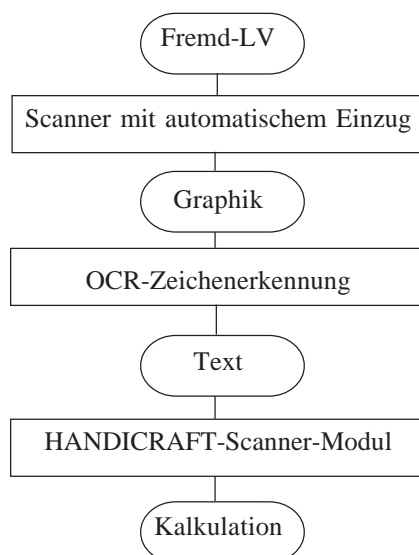 Fremd-LV
Scanner mit automatischem Einzug
Graphik
OCR-Zeichenerkennung
Text
HANDICRAFT-Scanner-Modul
Kalkulation